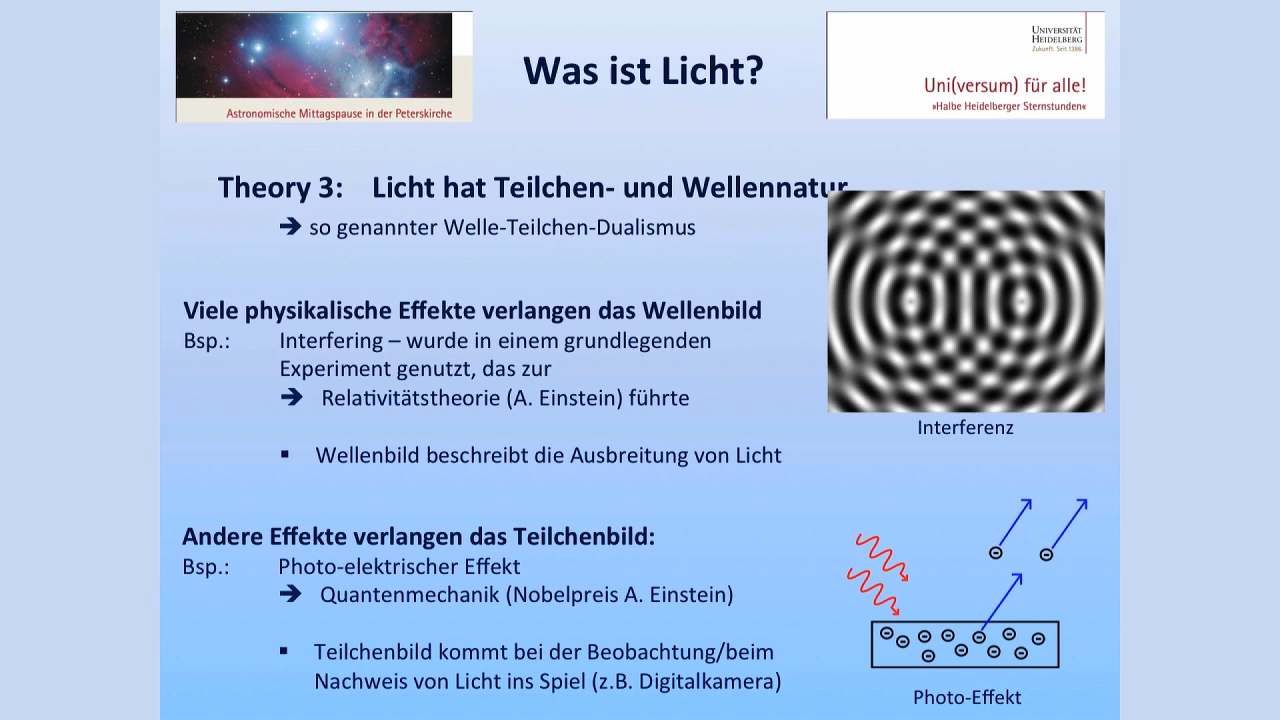 Was ist Licht?
Astronomische Mittagspause in der Peterskirche
UNIVERSITÄT
HEIDELBERG
Zukunft. Seit 1386.
Uni(versum) für alle!
»Halbe Heidelberger Sternstunden«
Theory 3: Licht hat Teilchen- und Wellennatur
➔ so genannter Welle-Teilchen-Dualismus
Viele physikalische Effekte verlangen das Wellenbild
Bsp.: Interfering – wurde in einem grundlegenden
Experiment genutzt, das zur
➔ Relativitätstheorie (A. Einstein) führte
▪ Wellenbild beschreibt die Ausbreitung von Licht
Interferenz
Andere Effekte verlangen das Teilchenbild:
Bsp.: Photo-elektrischer Effekt
➔ Quantenmechanik (Nobelpreis A. Einstein)
▪ Teilchenbild kommt bei der Beobachtung/beim
Nachweis von Licht ins Spiel (z.B. Digitalkamera)
Photo-Effekt